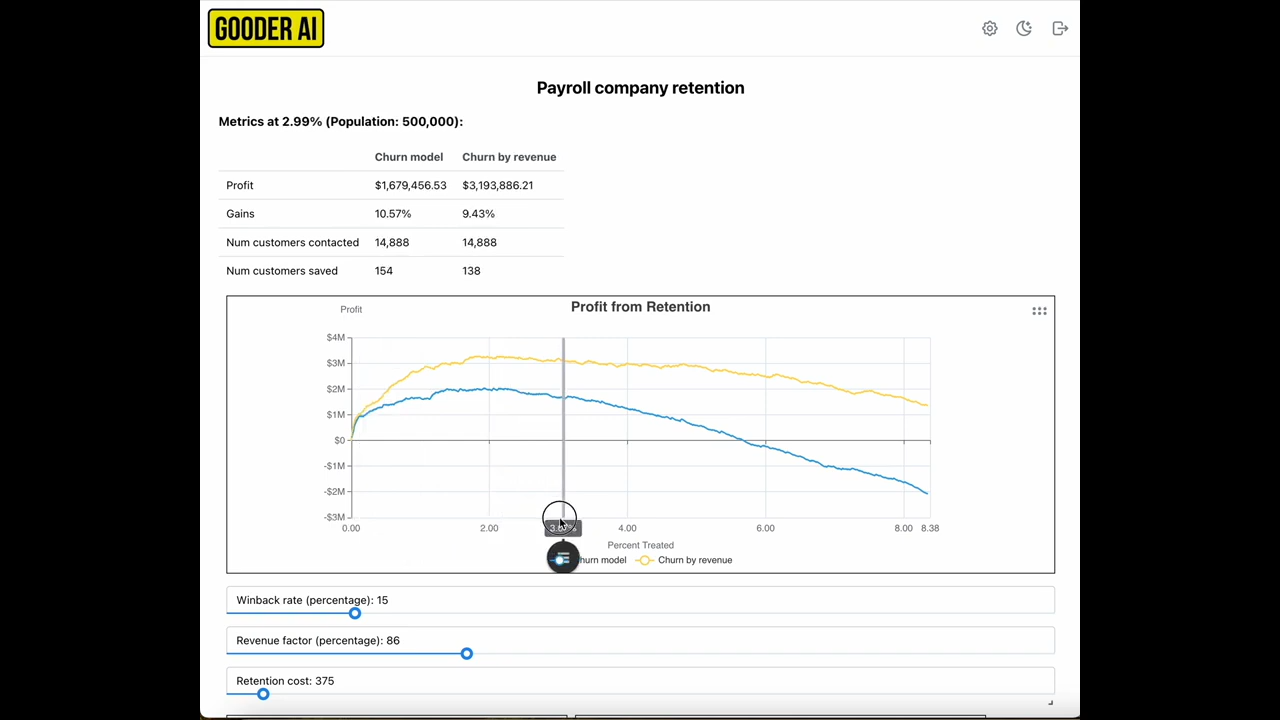 GOODER AI
Payroll company retention
Metrics at 2.99% (Population: 500,000):
Churn model Churn by revenue
Profit $1,679,456.53 $3,193,886.21
Gains 10.57% 9.43%
Num customers contacted 14,888 14,888
Num customers saved 154 138
Profit from Retention
Profit
$4M
$3M
$2M
$1M
$0
-$1M
-$2M
-$3M
0.00 2.00 4.00 6.00 8.00 8.38
Percent Treated
hurn model Churn by revenue
Winback rate (percentage): 15
Revenue factor (percentage): 86
Retention cost: 375